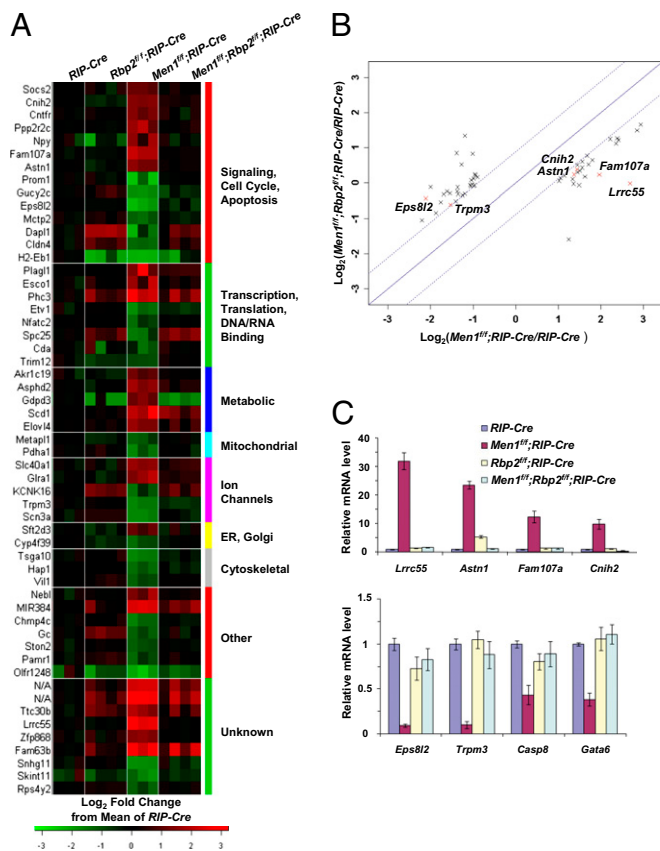 A
RIP-Cre
Rbp2f/f;RIP-Cre
Men1f/f;RIP-Cre
Men1f/f;Rbp2f/f;RIP-Cre
Socs2
Cnih2
Cntfr
Ppp2r2c
Npy
Fam107a
Astn1
Prom1
Gucy2c
Eps8l2
Mctp2
Dapl1
Cldn4
H2-Eb1
Signaling,
Cell Cycle,
Apoptosis
Plagl1
Esco1
Phc3
Etv1
Nfatc2
Spc25
Cda
Trim12
Transcription,
Translation,
DNA/RNA
Binding
Akr1c19
Asphd2
Gdpd3
Scd1
Elovl4
Metabolic
Metapl1
Pdha1
Mitochondrial
Slc40a1
Glra1
KCNK16
Trpm3
Scn3a
Ion
Channels
Sft2d3
Cyp4f39
ER, Golgi
Tsga10
Hap1
Vil1
Cytoskeletal
Nebl
MIR384
Chmp4c
Gc
Ston2
Pamr1
Olfr1248
Other
N/A
N/A
Ttc30b
Lrrc55
Zfp868
Fam63b
Snhg11
Skint11
Rps4y2
Unknown
Log2 Fold Change
from Mean of RIP-Cre
-3 -2 -1 0 1 2 3
B
Log2(Men1f/f;Rbp2f/f;RIP-Cre/RIP-Cre)
3
2
1
0
-1
-2
-3
Cnih2
Astn1
Fam107a
Lrrc55
Eps8l2
Trpm3
-3 -2 -1 0 1 2 3
Log2(Men1f/f;RIP-Cre/RIP-Cre )
C
RIP-Cre
Men1f/f;RIP-Cre
Rbp2f/f;RIP-Cre
Men1f/f;Rbp2f/f;RIP-Cre
Relative mRNA level
40
30
20
10
0
Lrrc55 Astn1 Fam107a Cnih2
Relative mRNA level
1.5
1
0.5
0
Eps8l2 Trpm3 Casp8 Gata6